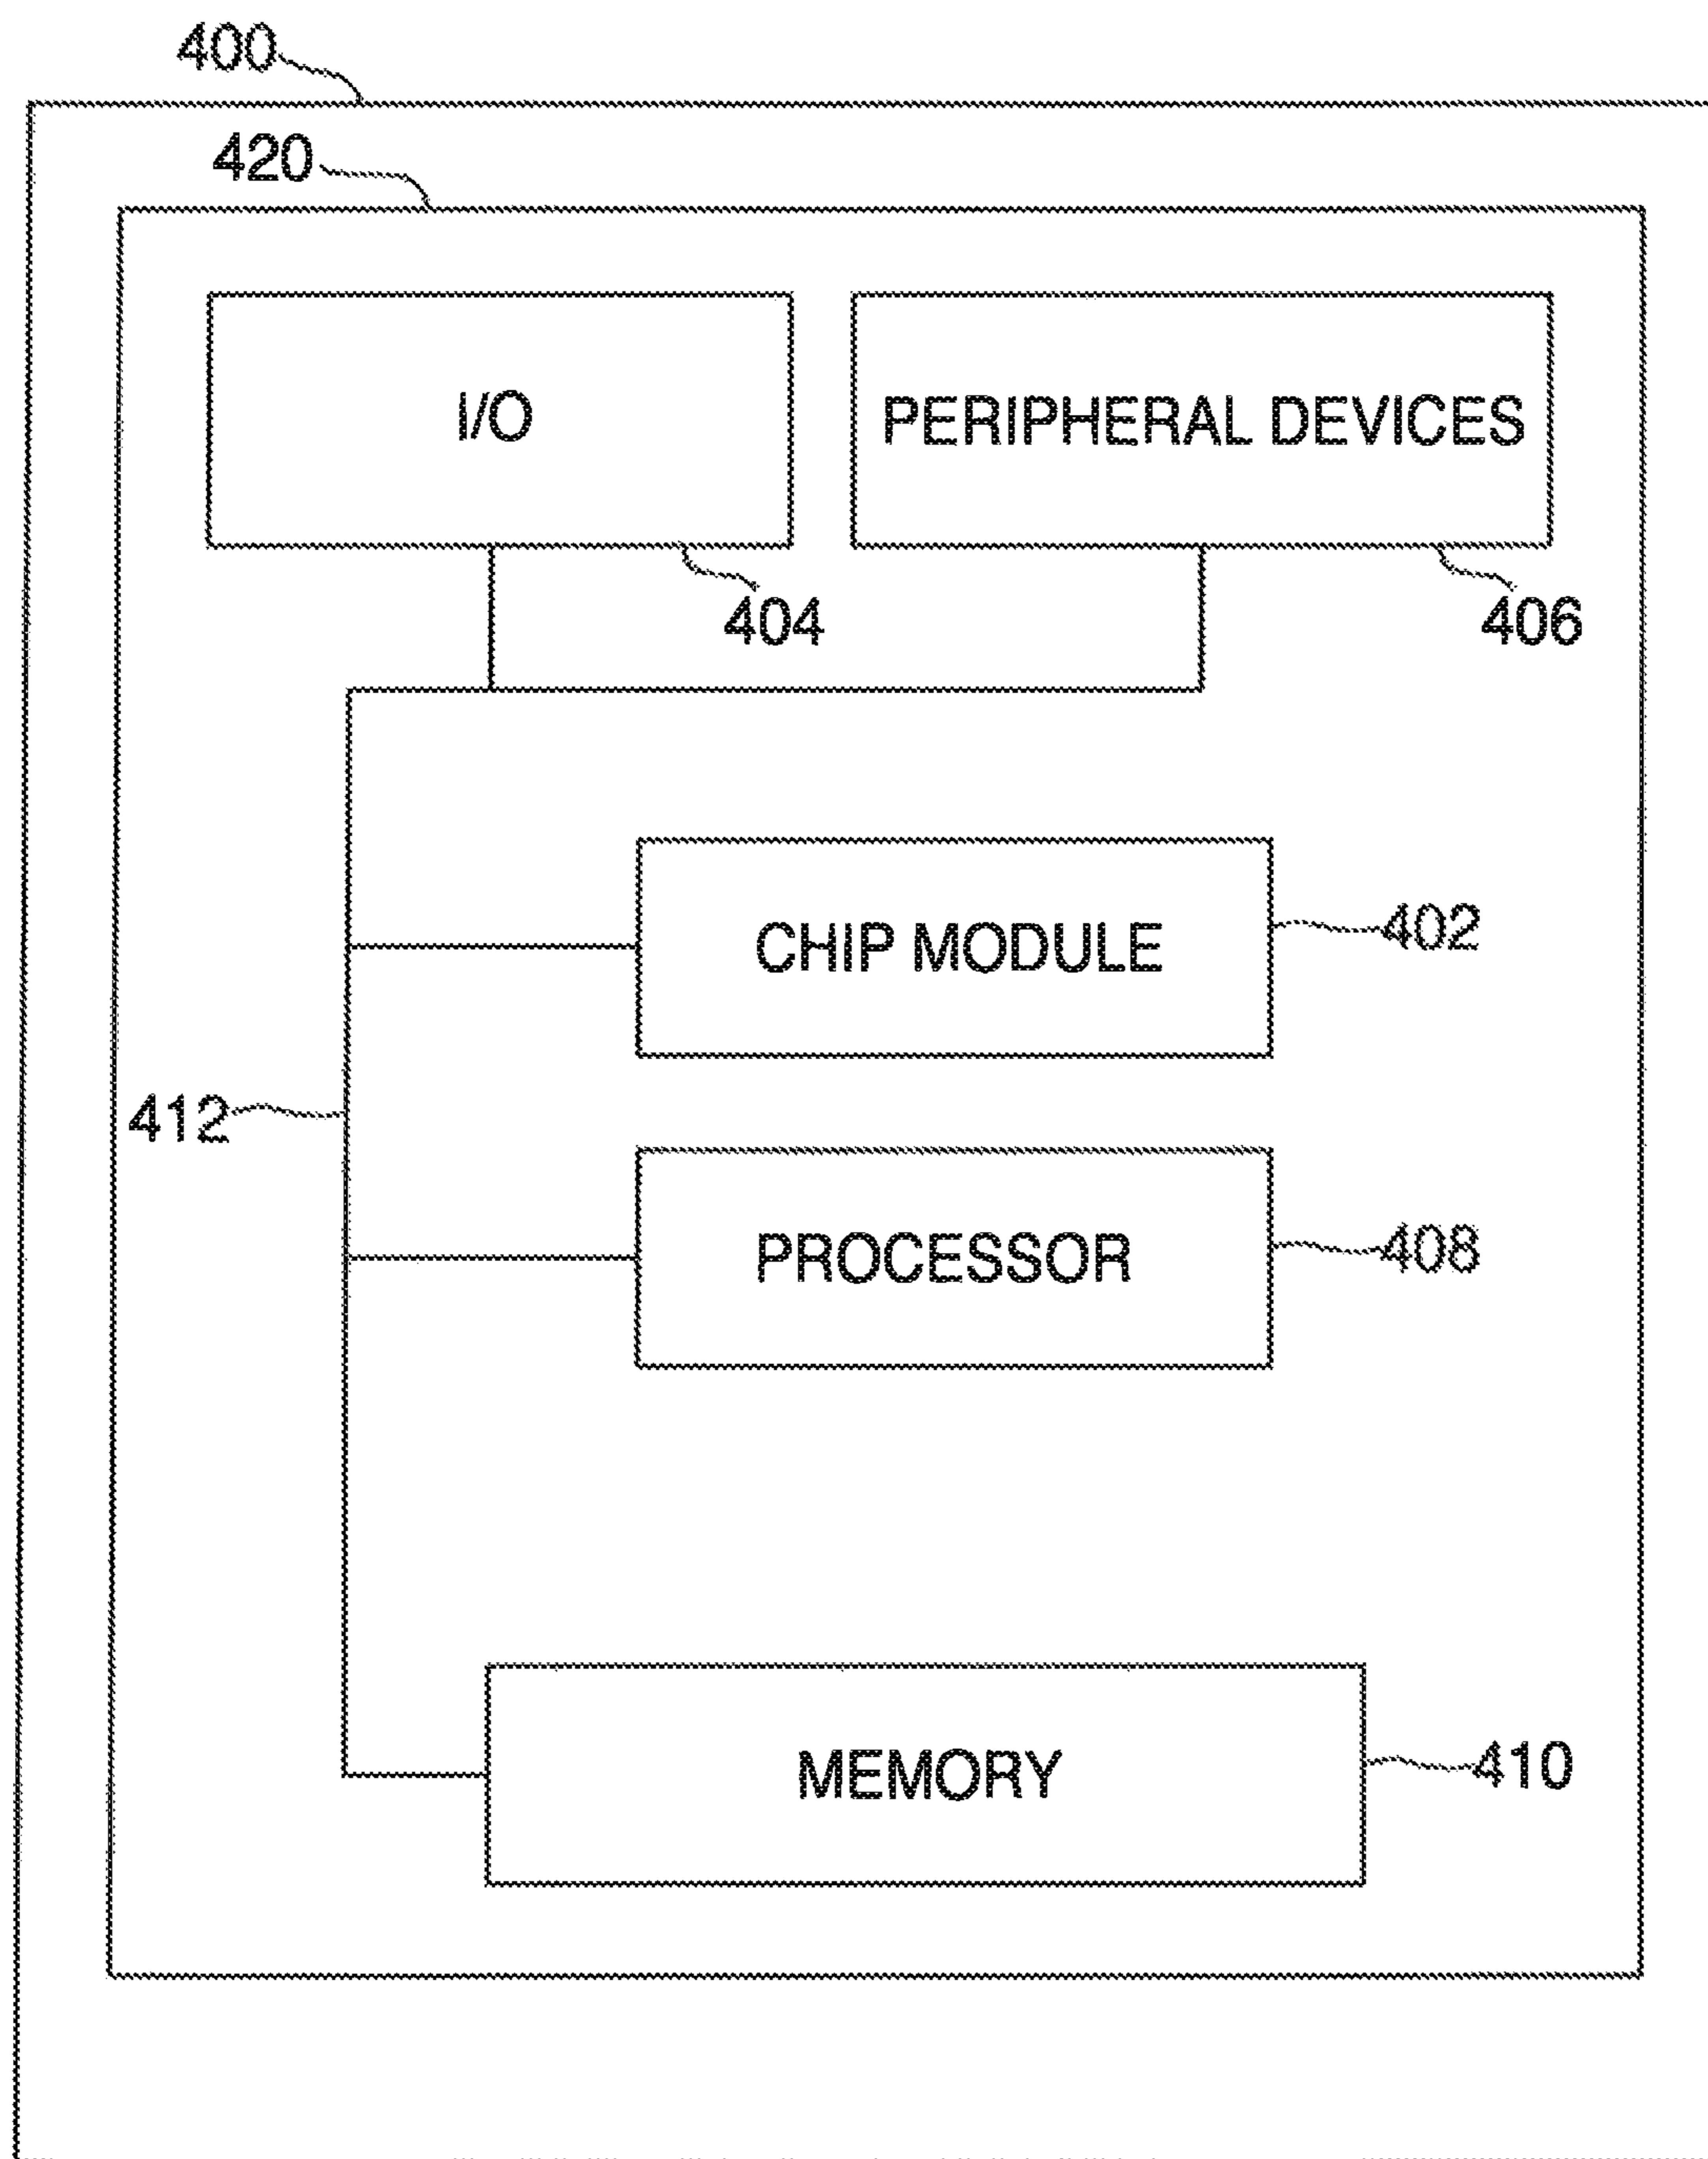 400
420
I/O
PERIPHERAL DEVICES
404
406
CHIP MODULE
402
412
PROCESSOR
408
MEMORY
410